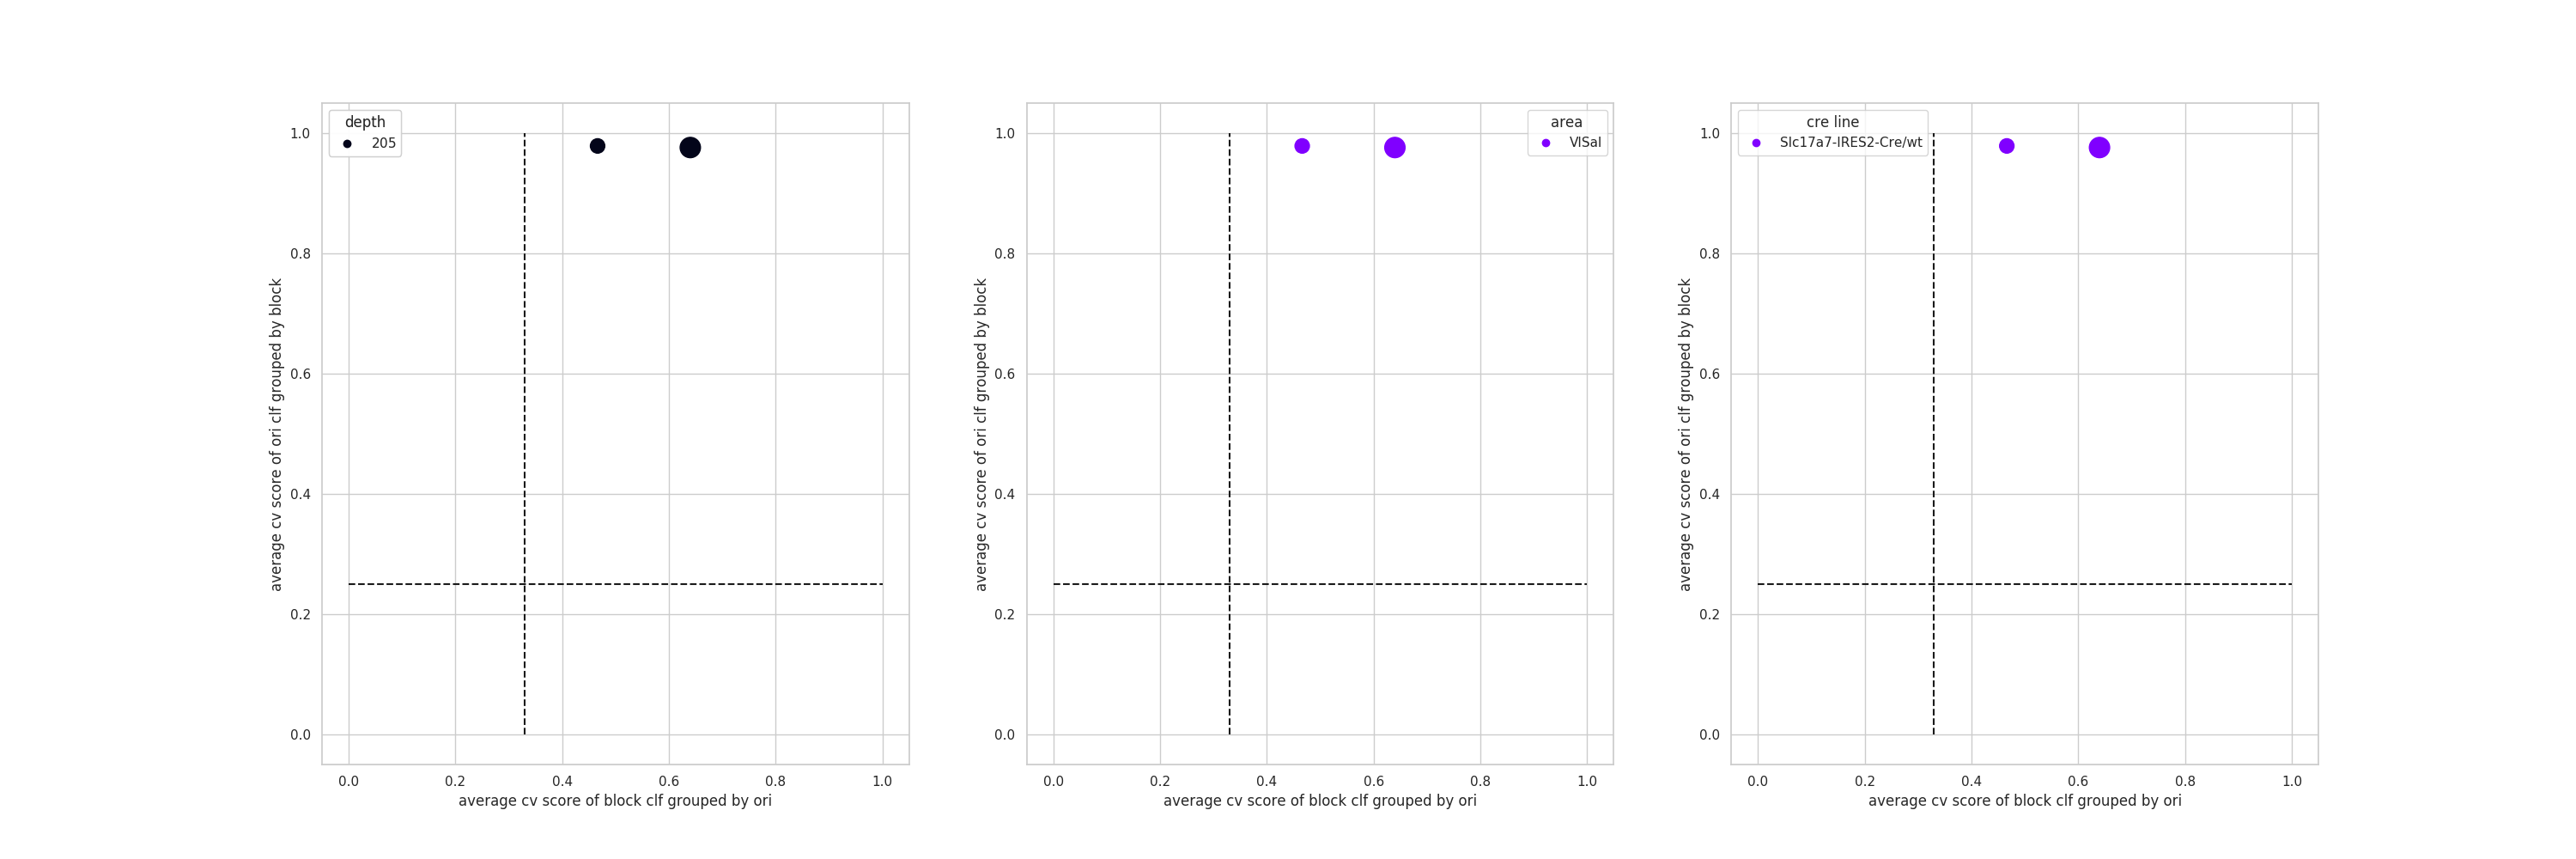 depth
205
1.0
0.8
0.6
0.4
0.2
0.0
average cv score of ori clf grouped by block
0.0 0.2 0.4 0.6 0.8 1.0
average cv score of block clf grouped by ori
area
VISal
1.0
0.8
0.6
0.4
0.2
0.0
average cv score of ori clf grouped by block
0.0 0.2 0.4 0.6 0.8 1.0
average cv score of block clf grouped by ori
cre line
Slc17a7-IRES2-Cre/wt
1.0
0.8
0.6
0.4
0.2
0.0
average cv score of ori clf grouped by block
0.0 0.2 0.4 0.6 0.8 1.0
average cv score of block clf grouped by ori